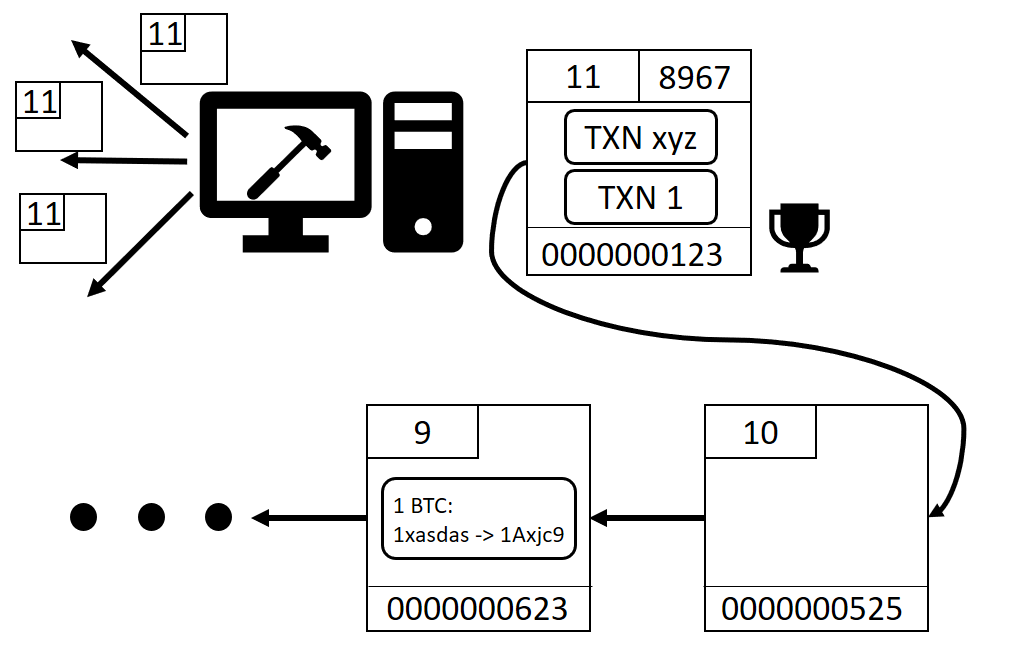 11
11
11
11 8967
TXN xyz
TXN 1
0000000123
9
1 BTC:
1xasdas -> 1Axjc9
0000000623
10
0000000525